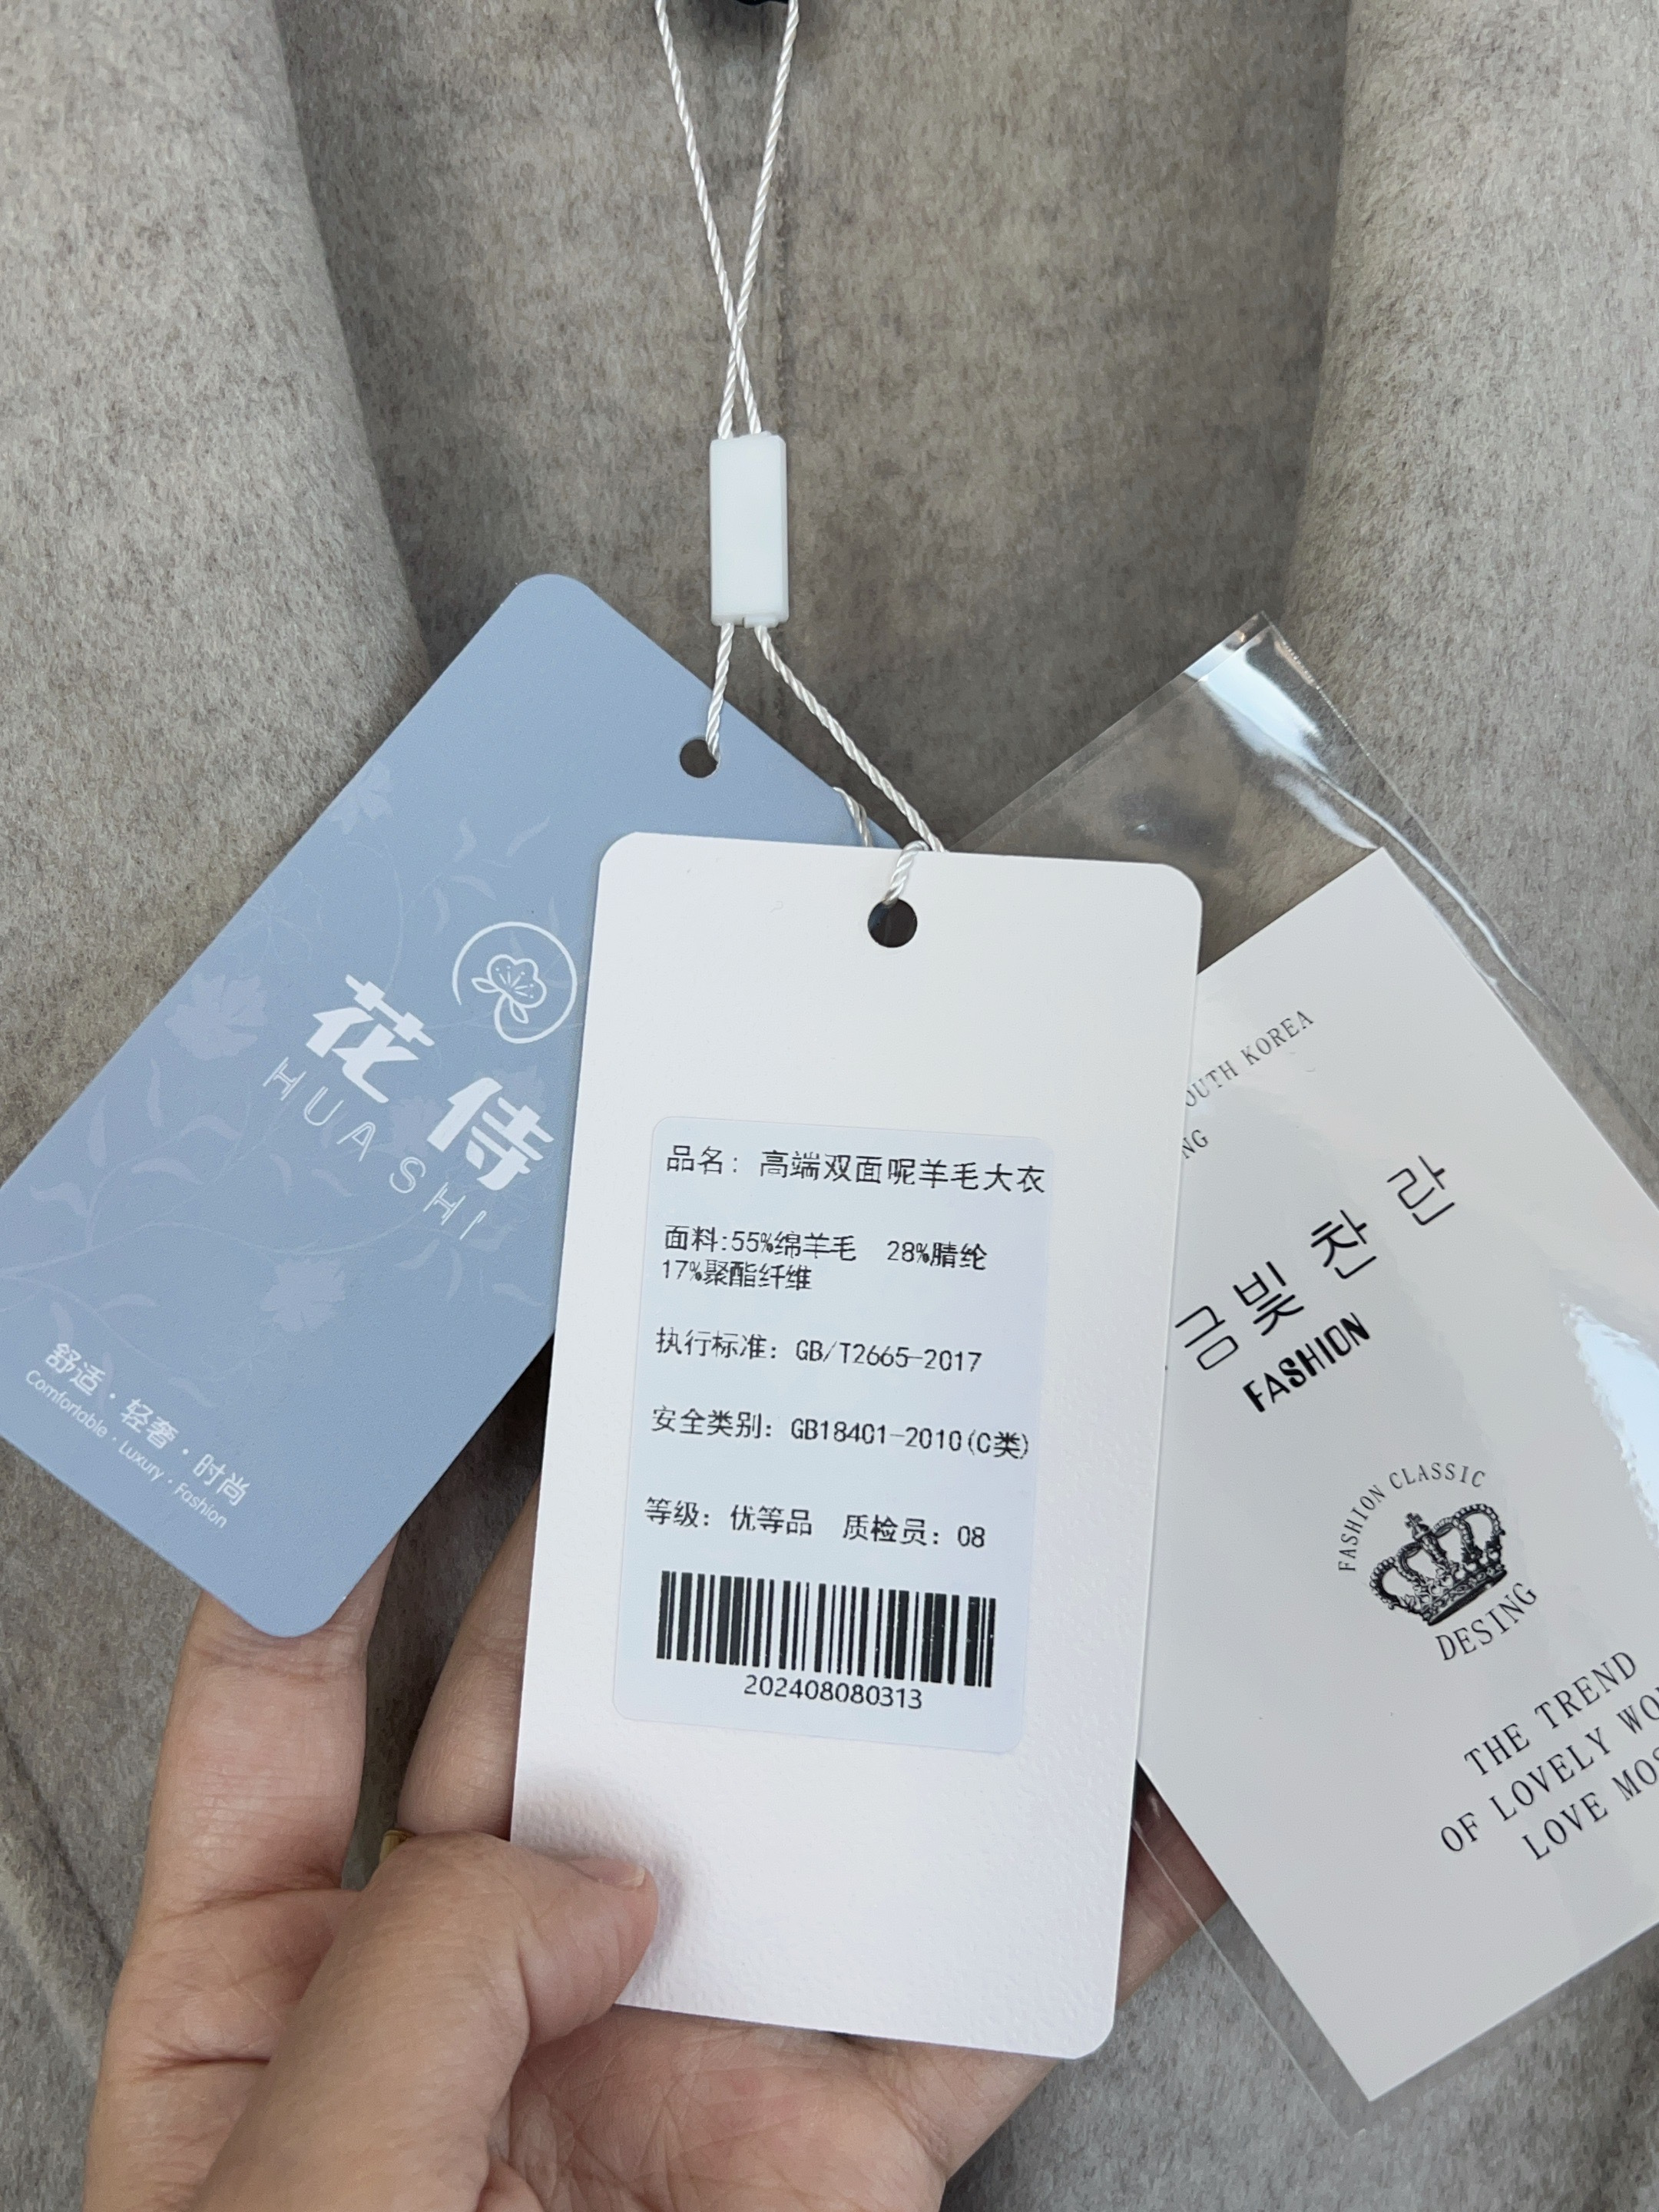 花侍
HUASHI
舒适·轻奢·时尚
Comfortable·Luxury·Fashion
品名：高端双面呢羊毛大衣
面料:55%绵羊毛 28%腈纶
17%聚酯纤维
执行标准：GB/T2665-2017
安全类别：GB18401-2010(C类)
等级：优等品 质检员：08
202408080313
KOREA
금빛찬란
FASHION
FASHION CLASSIC
DESING
THE TREND
OF LOVELY
LOVE